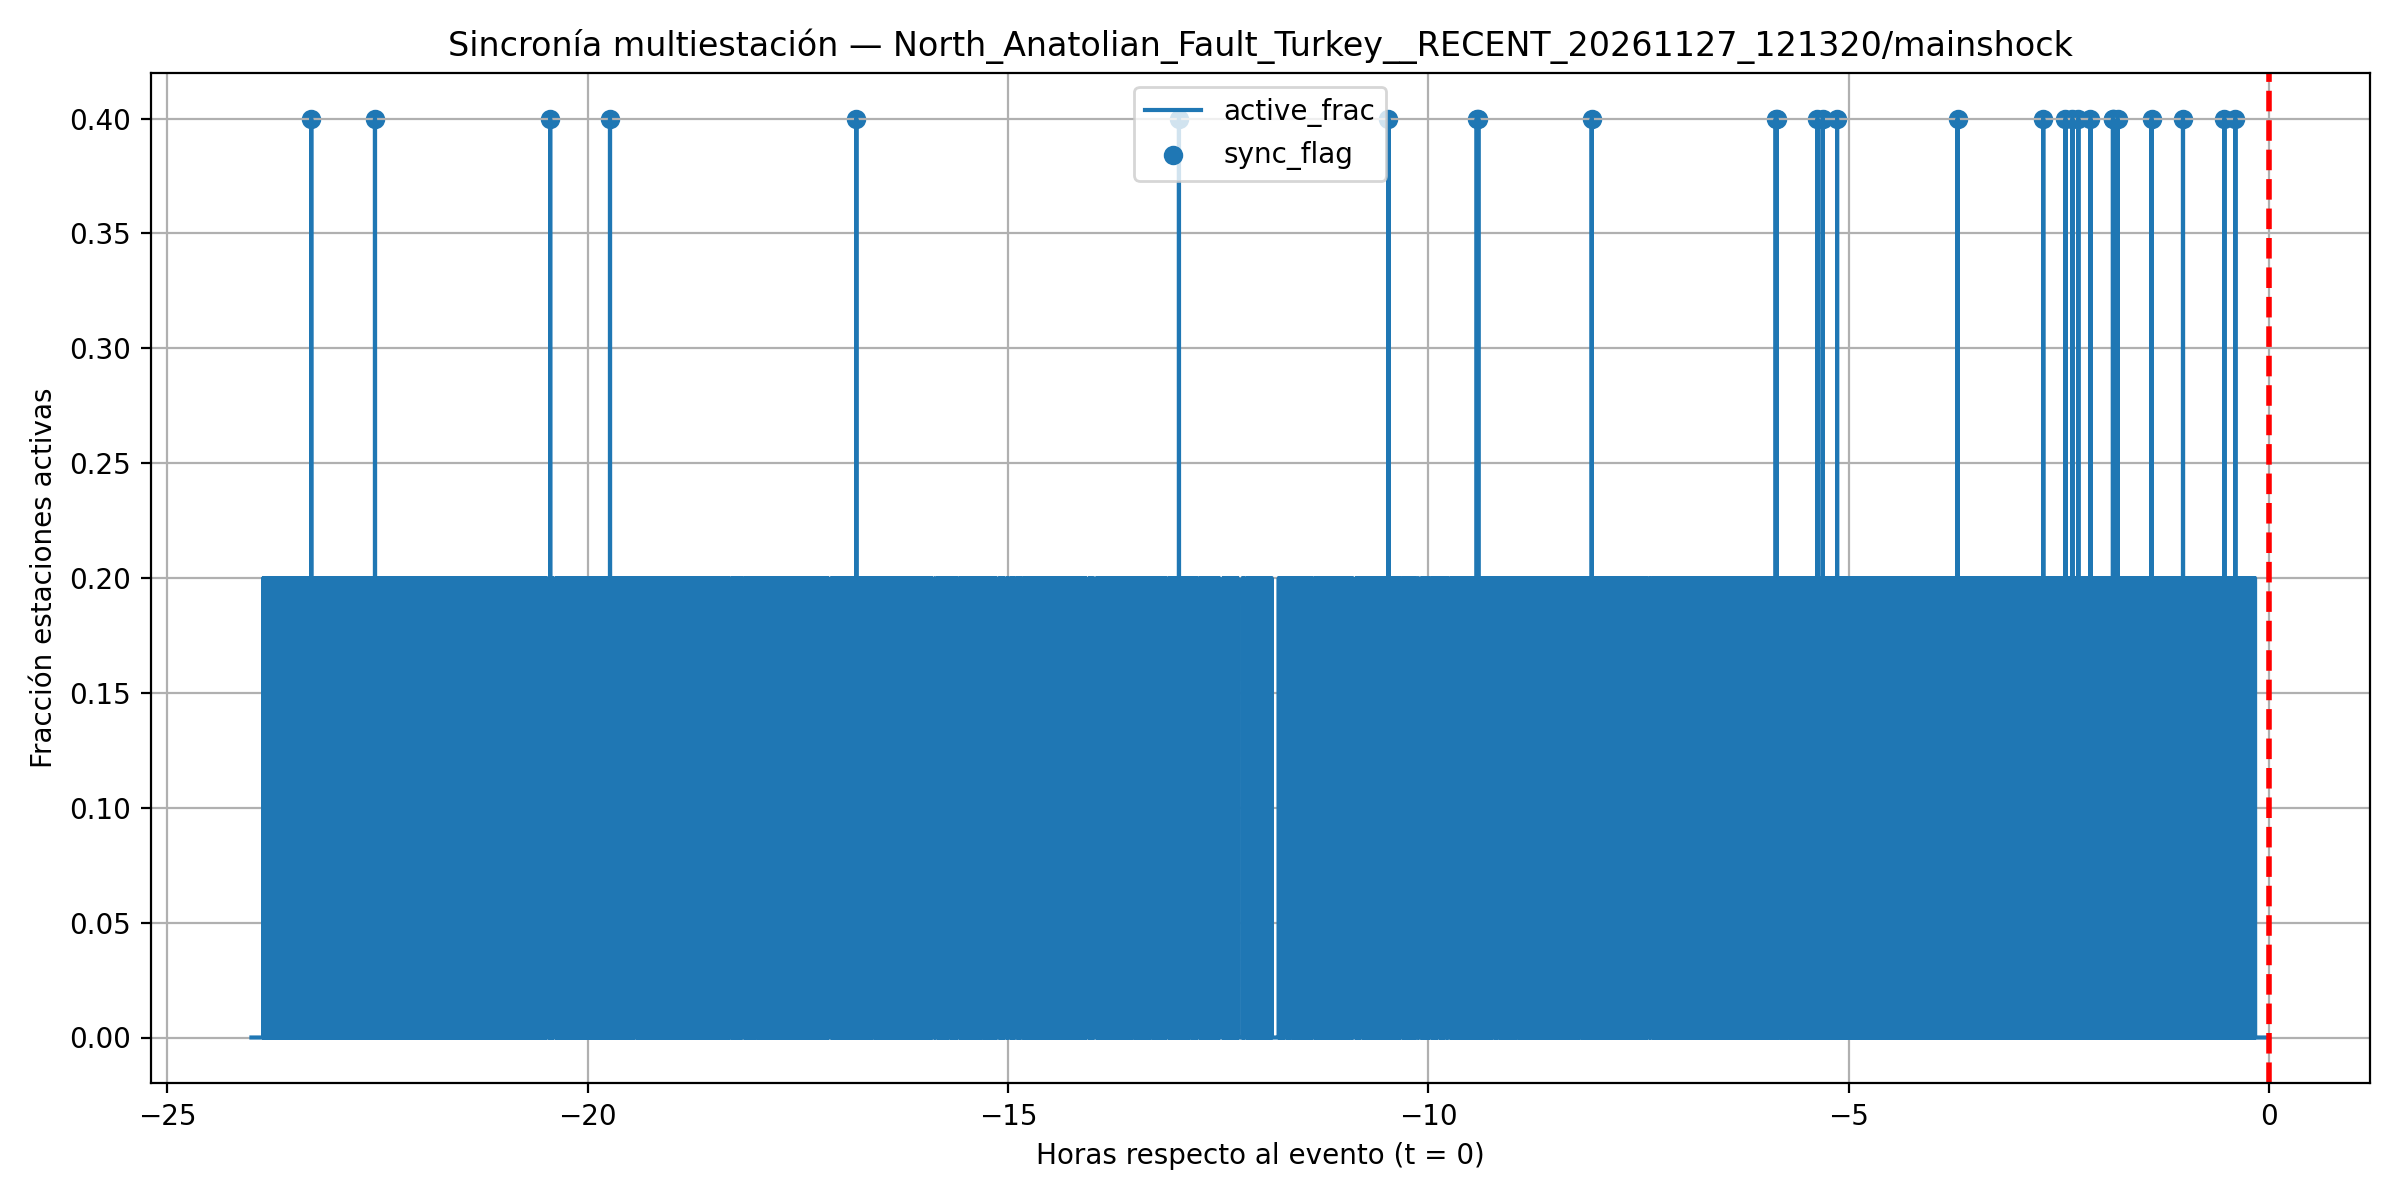 Sincronía multiestación — North_Anatolian_Fault_Turkey__RECENT_20261127_121320/mainshock
active_frac
sync_flag
Fracción estaciones activas
0.40
0.35
0.30
0.25
0.20
0.15
0.10
0.05
0.00
−25 −20 −15 −10 −5 0
Horas respecto al evento (t = 0)